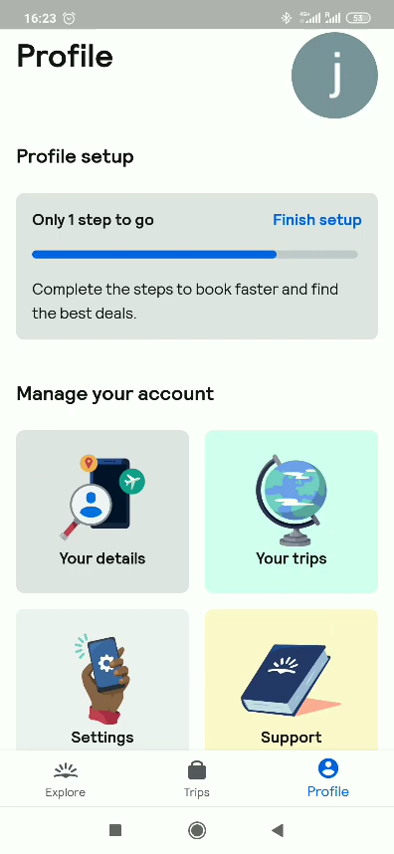 16:23
4G+
R
53
Profile
j
Profile setup
Only 1 step to go
Finish setup
Complete the steps to book faster and find
the best deals.
Manage your account
Your details
Your trips
Settings
Support
Explore
Trips
Profile